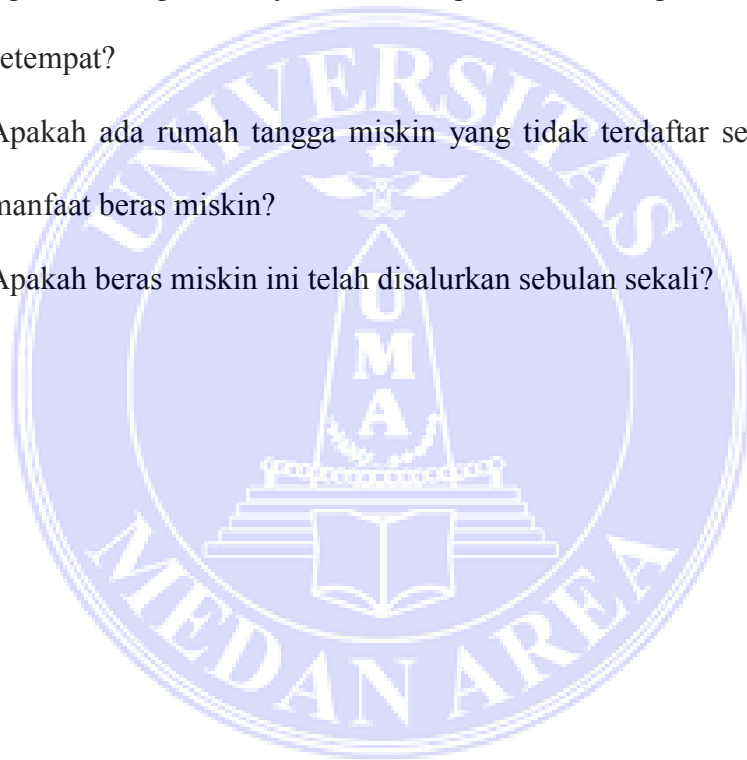 etempat?
Apakah ada rumah tangga miskin yang tidak terdaftar se
manfaat beras miskin?
Apakah beras miskin ini telah disalurkan sebulan sekali?
UNIVERSITAS
UMA
MEDAN AREA